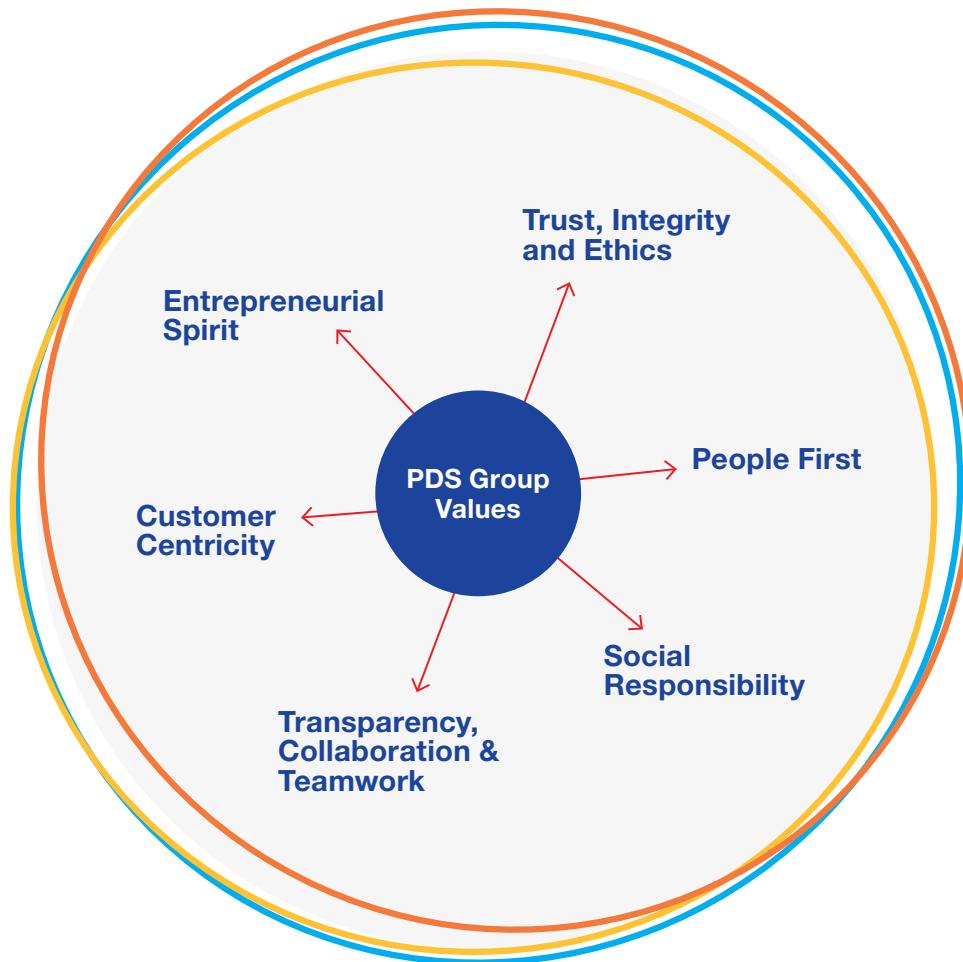 Trust, Integrity
and Ethics
Entrepreneurial
Spirit
People First
PDS Group
Values
Customer
Centricity
Social
Responsibility
Transparency,
Collaboration &
Teamwork